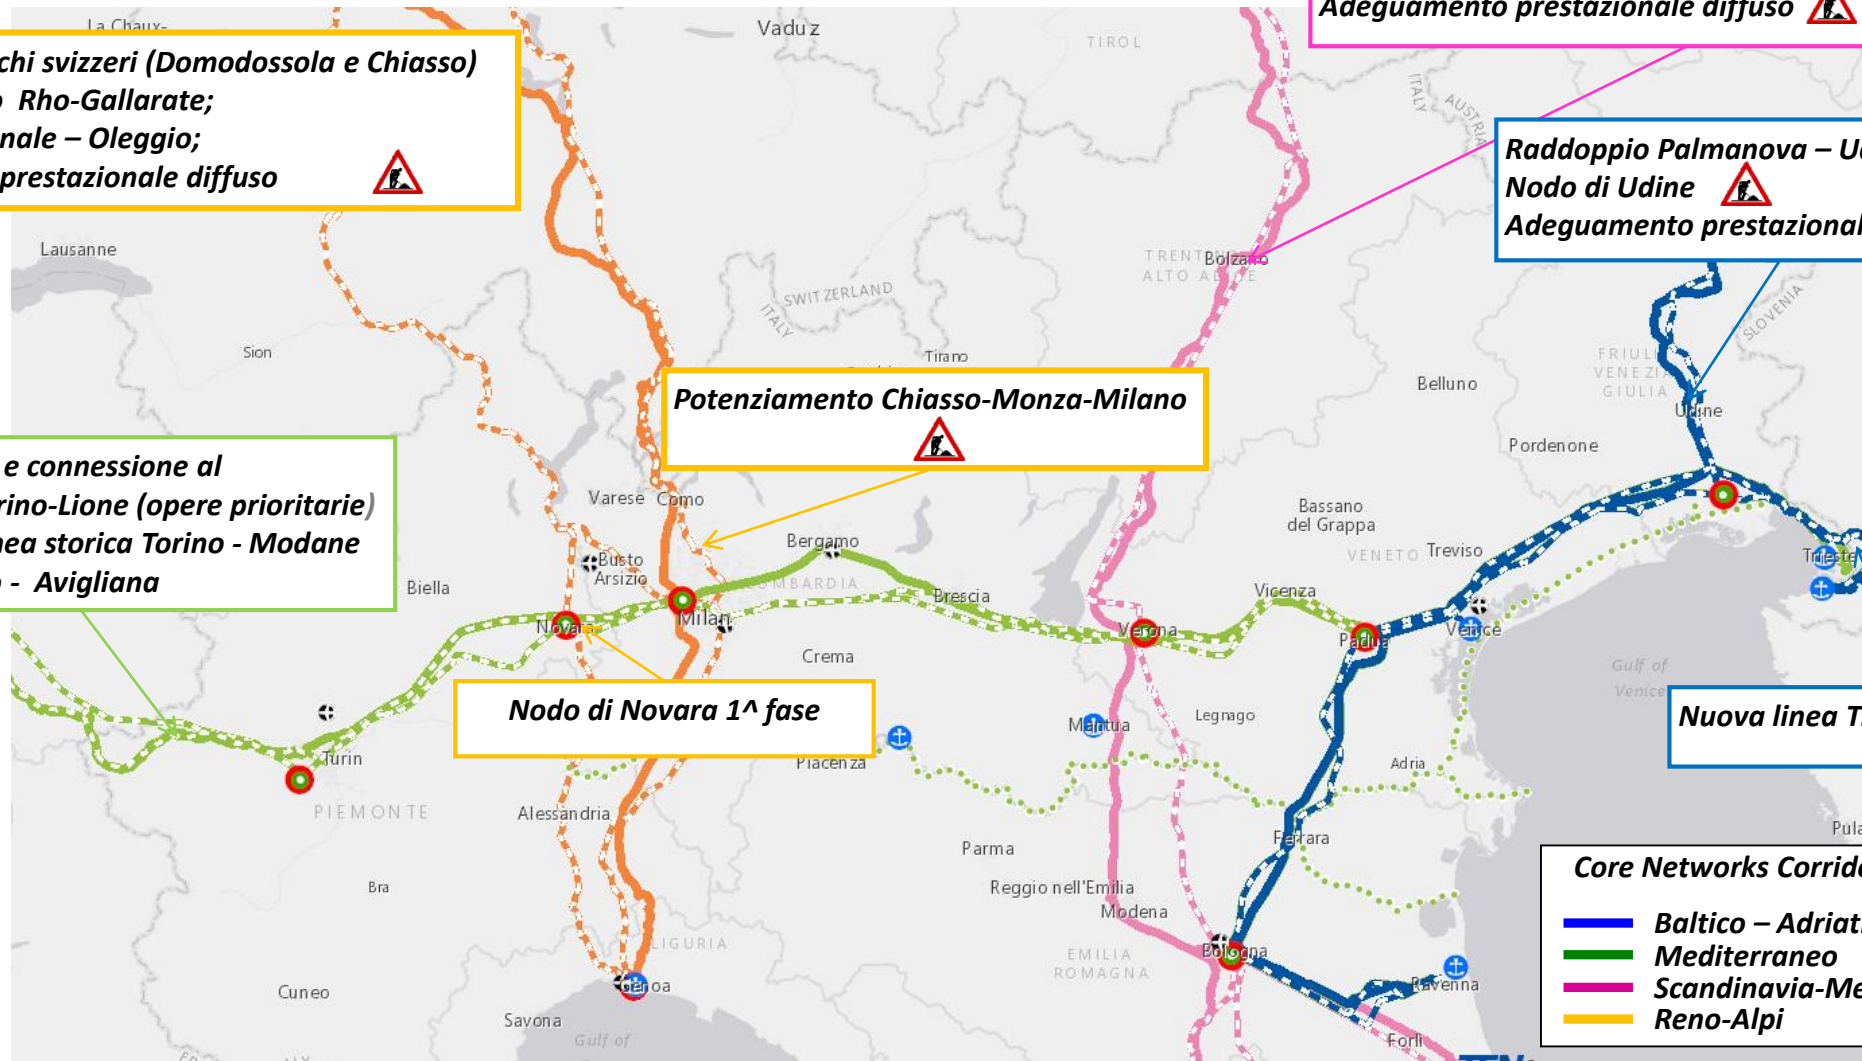 Adeguamento prestazionale diffuso
La Chaux-
Vaduz
TIROL
chi svizzeri (Domodossola e Chiasso)
Rho-Gallarate;
nale – Oleggio;
prestazionale diffuso
ITALY
AUSTRIA
Raddoppio Palmanova – Ud
Nodo di Udine
Adeguamento prestazional
Lausanne
TRENTINO
ALTO ADIGE
Bolzano
SWITZERLAND
ITALY
SLOVENIA
Sion
Tirano
FRIULI
VENEZIA
GIULIA
Belluno
Udine
Potenziamento Chiasso-Monza-Milano
Pordenone
e connessione al
rino-Lione (opere prioritarie)
nea storica Torino - Modane
o - Avigliana
Varese
Como
Bassano
del Grappa
VENETO
Treviso
Bergamo
Busto
Arsizio
LOMBARDIA
Trieste
Biella
Brescia
Vicenza
Novara
Milan
Verona
Padua
Venice
Crema
Gulf of
Venice
Nodo di Novara 1^ fase
Mantua
Legnago
Nuova linea T
Turin
Piacenza
Adria
PIEMONTE
Alessandria
Ferrara
Pula
Parma
Bra
Reggio nell'Emilia
Modena
LIGURIA
EMILIA
ROMAGNA
Bologna
Genoa
Ravenna
Cuneo
Savona
Gulf of
Forlì
Core Networks Corrido
Baltico – Adriat
Mediterraneo
Scandinavia-Me
Reno-Alpi